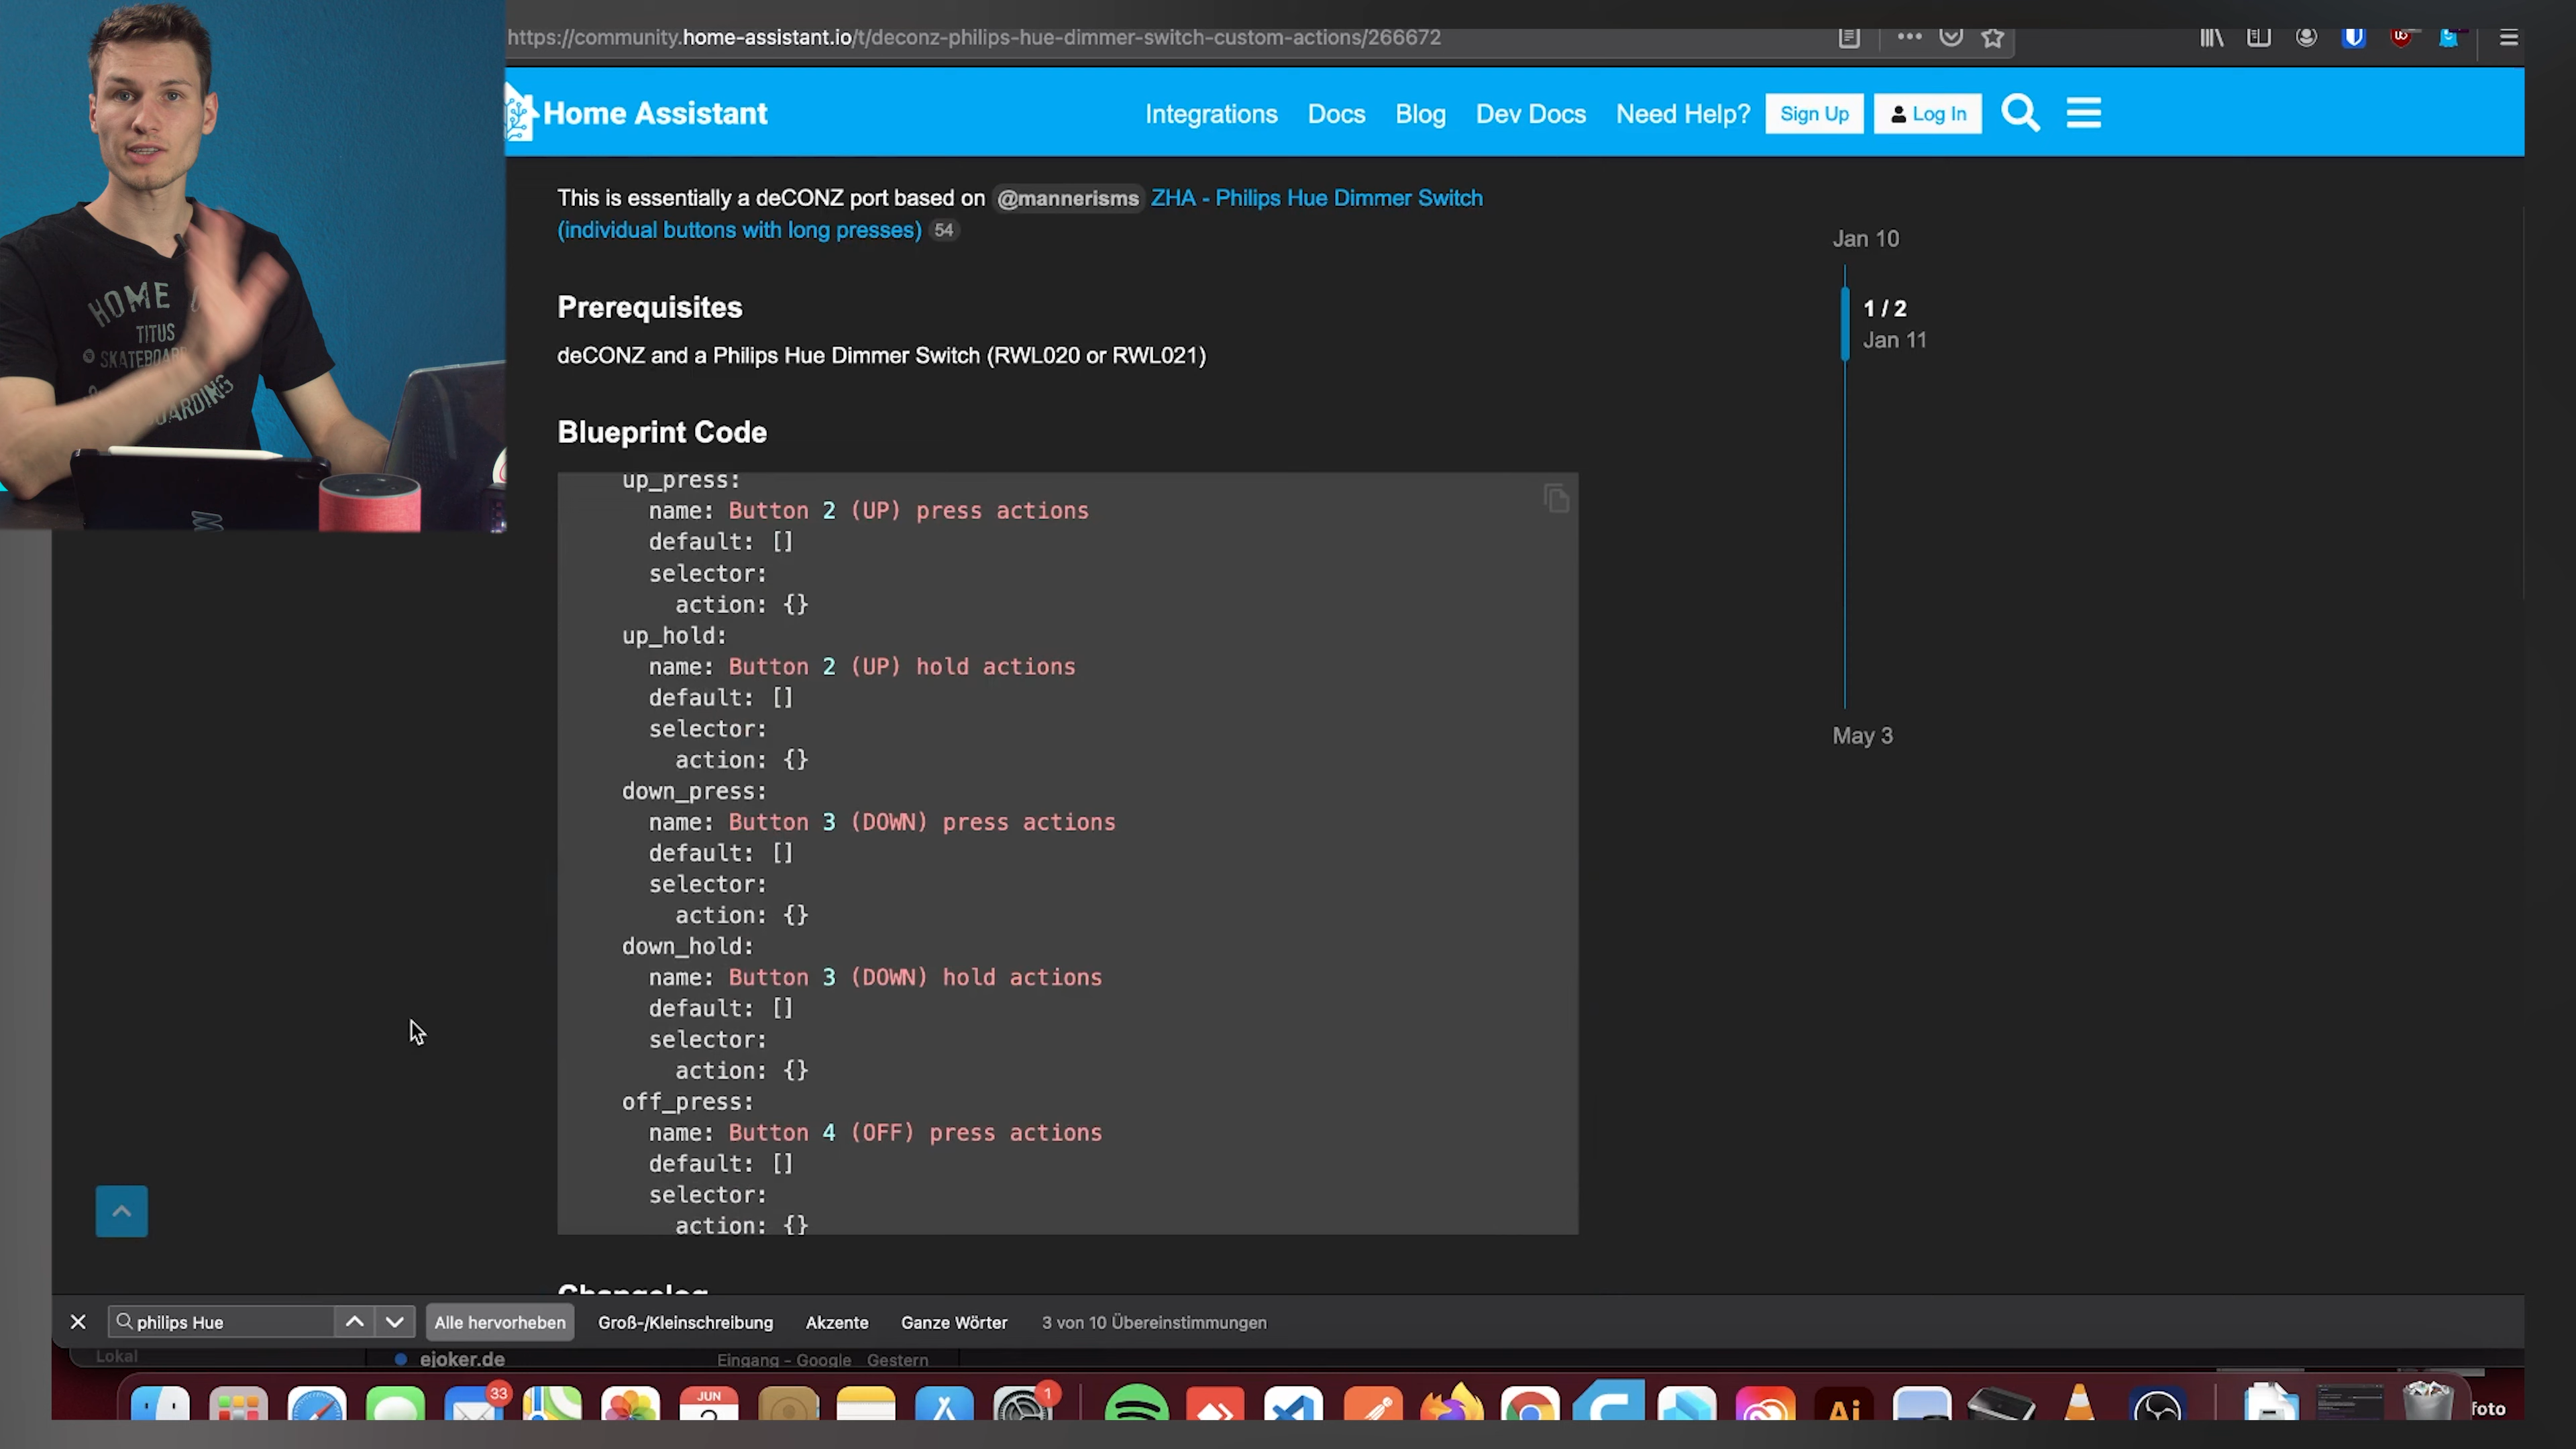 https://community.home-assistant.io/t/deconz-philips-hue-dimmer-switch-custom-actions/266672
Home Assistant
Integrations
Docs
Blog
Dev Docs
Need Help?
Sign Up
Log In
This is essentially a deCONZ port based on @mannerisms ZHA - Philips Hue Dimmer Switch
(individual buttons with long presses) 54
Prerequisites
deCONZ and a Philips Hue Dimmer Switch (RWL020 or RWL021)
Blueprint Code
up_press:
name: Button 2 (UP) press actions
default: []
selector:
action: {}
up_hold:
name: Button 2 (UP) hold actions
default: []
selector:
action: {}
down_press:
name: Button 3 (DOWN) press actions
default: []
selector:
action: {}
down_hold:
name: Button 3 (DOWN) hold actions
default: []
selector:
action: {}
off_press:
name: Button 4 (OFF) press actions
default: []
selector:
action: {}
Changelog
Jan 10
1 / 2
Jan 11
May 3
HOME
TITUS
SKATEBOARD
philips Hue
Alle hervorheben
Groß-/Kleinschreibung
Akzente
Ganze Wörter
3 von 10 Übereinstimmungen
Lokal
ejoker.de
Eingang - Google
Gestern
33
JUN
1
Ai
foto